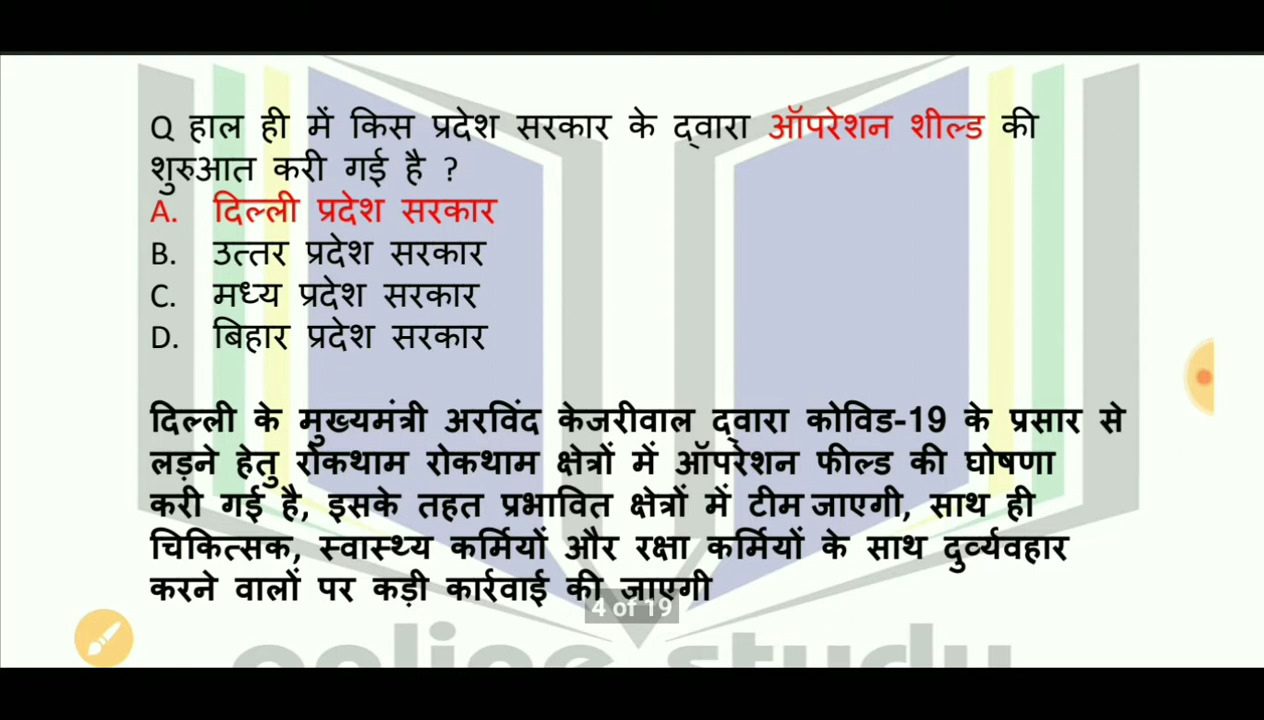 Q हाल ही में किस प्रदेश सरकार के द्वारा ऑपरेशन शील्ड की
शुरुआत करी गई है ?
A. दिल्ली प्रदेश सरकार
B. उत्तर प्रदेश सरकार
C. मध्य प्रदेश सरकार
D. बिहार प्रदेश सरकार
दिल्ली के मुख्यमंत्री अरविंद केजरीवाल द्वारा कोविड-19 के प्रसार से
लड़ने हेतु रोकथाम रोकथाम क्षेत्रों में ऑपरेशन फील्ड की घोषणा
करी गई है, इसके तहत प्रभावित क्षेत्रों में टीम जाएगी, साथ ही
चिकित्सक, स्वास्थ्य कर्मियों और रक्षा कर्मियों के साथ दुर्व्यवहार
करने वालों पर कड़ी कार्रवाई की जाएगी
4 of 19
online study